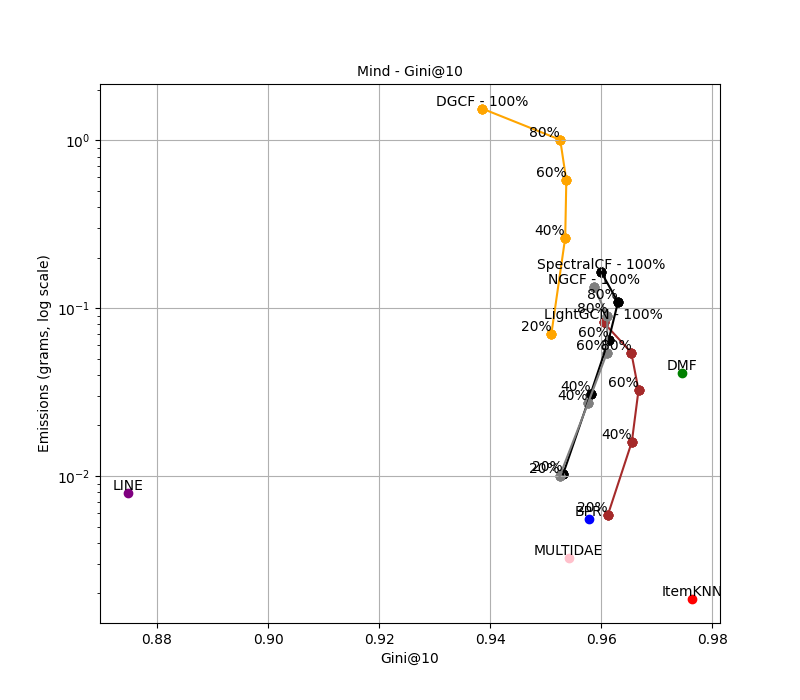 Mind - Gini@10
DGCF - 100%
10^0
80%
60%
40%
SpectralCF - 100%
NGCF - 100%
80%
10^-1
80%
LightGCN - 100%
20%
60%
60%
80%
DMF
60%
40%
40%
40%
20%
20%
10^-2
LINE
20%
BPR
MULTIDAE
ItemKNN
Emissions (grams, log scale)
0.88 0.90 0.92 0.94 0.96 0.98
Gini@10